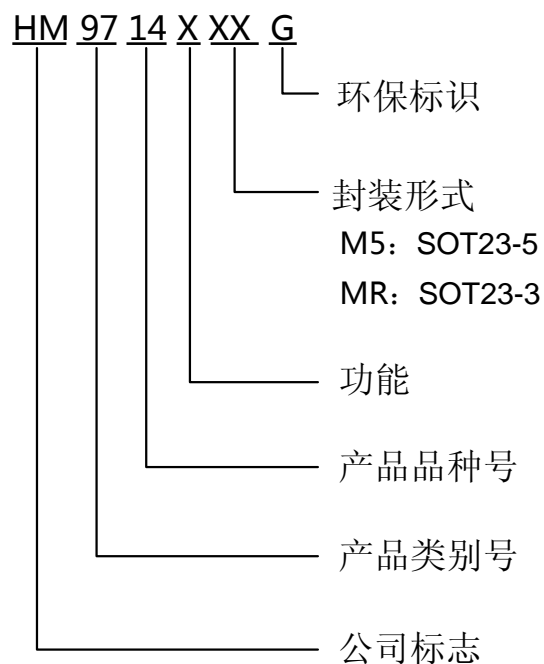 HM 97 14 X XX G
环保标识
封装形式
M5：SOT23-5
MR：SOT23-3
功能
产品品种号
产品类别号
公司标志